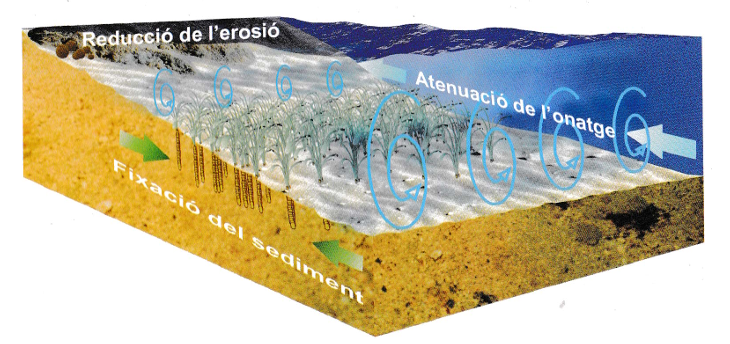 Reducció de l'erosió
Atenuació de l'onatge
Fixació del sediment